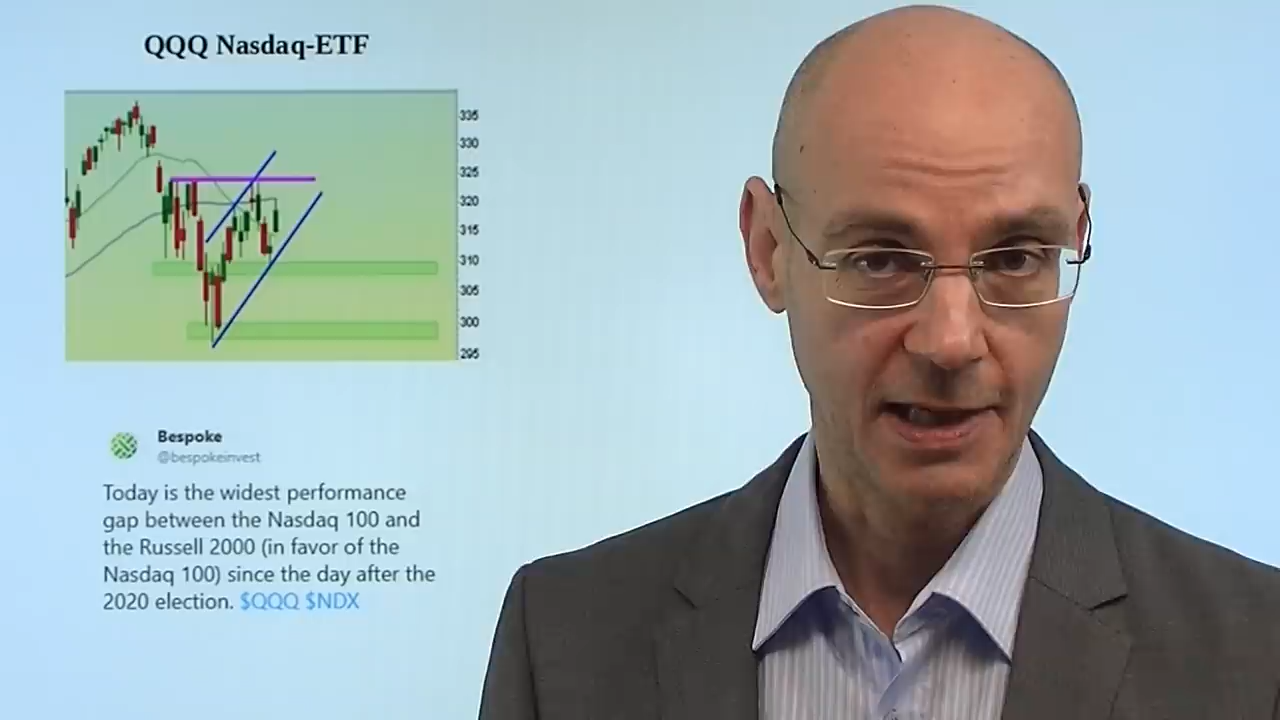 QQQ Nasdaq-ETF
335
330
325
320
315
310
305
300
295
Bespoke
@bespokeinvest
Today is the widest performance
gap between the Nasdaq 100 and
the Russell 2000 (in favor of the
Nasdaq 100) since the day after the
2020 election. $QQQ $NDX